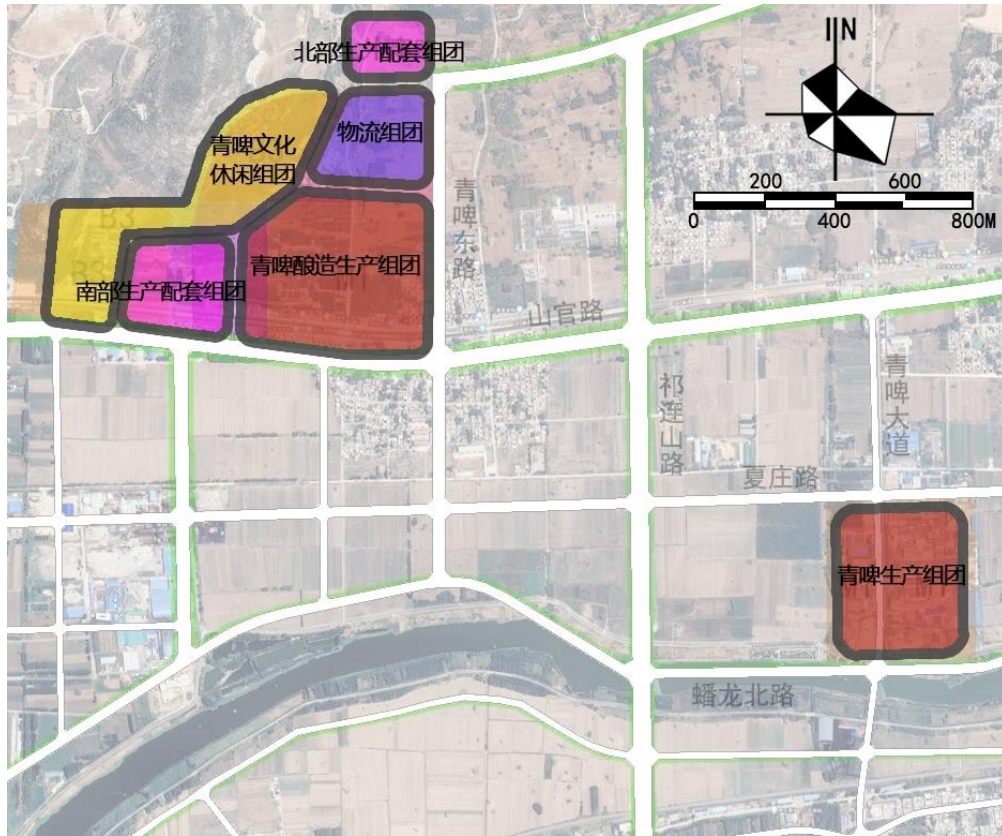 北部生产配套组团
N
物流组团
青啤文化
休闲组团
200
600
0
400
800M
青啤东路
B3
B3
青啤酿造生产组团
南部生产配套组团
山官路
祁连山路
青啤大道
夏庄路
青啤生产组团
蟠龙北路